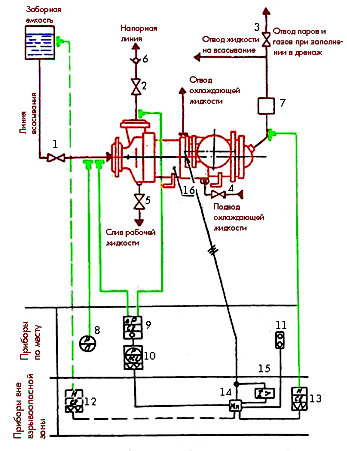 Заборная
емкость
Напорная
линия
3
Отвод жидкости
на всасывание
Отвод паров и
газов при заполне-
нии в дренаж
6
2
Отвод
охлаждающей
жидкости
7
Линия
всасывания
1
16
4
5
Подвод
охлаждающей
жидкости
Слив рабочей
жидкости
Приборы
по месту
8
9
10
11
Приборы вне
взрывоопасной
зоны
12
14
15
13